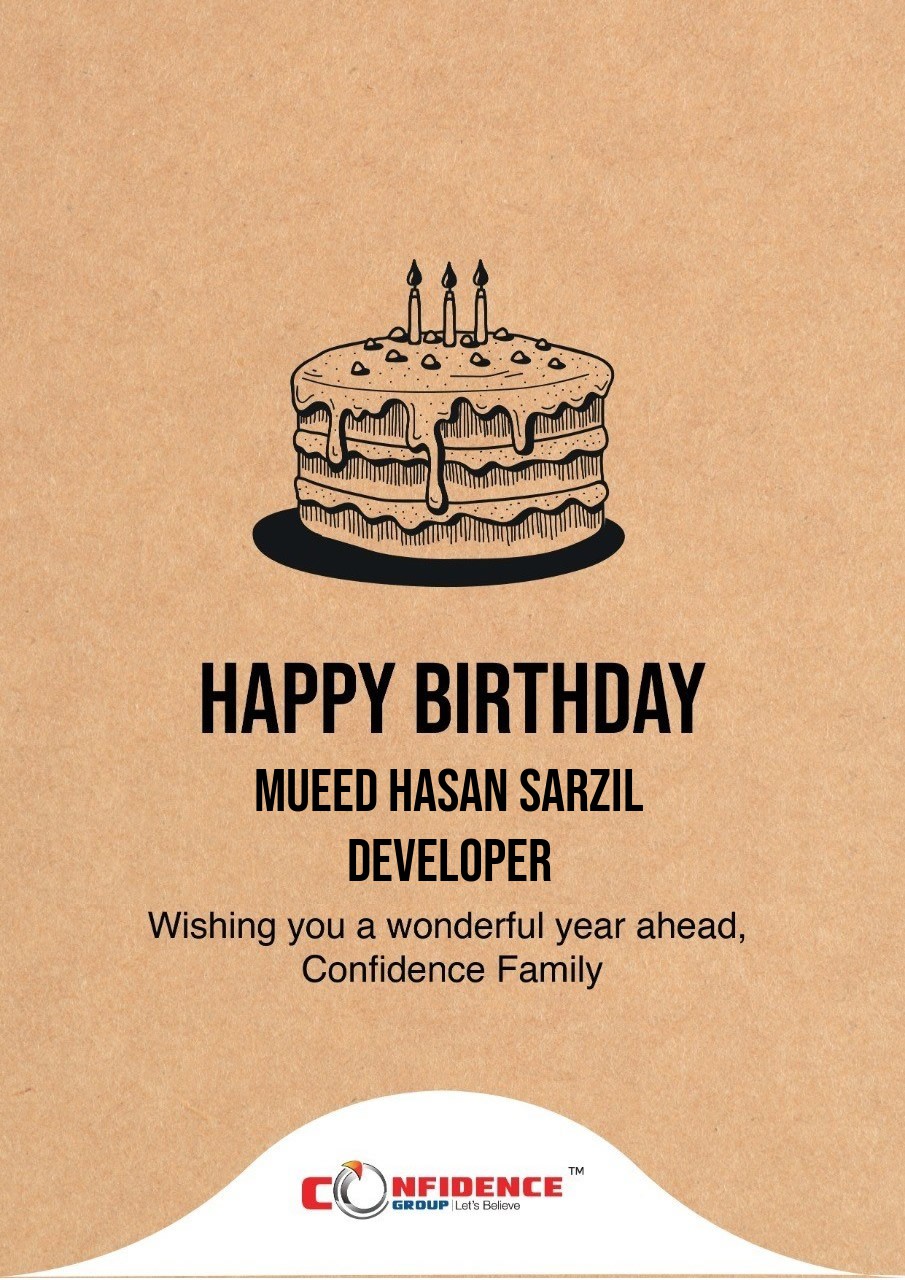 HAPPY BIRTHDAY
MUEED HASAN SARZIL
DEVELOPER
Wishing you a wonderful year ahead,
Confidence Family
CONFIDENCE™
GROUP | Let's Believe